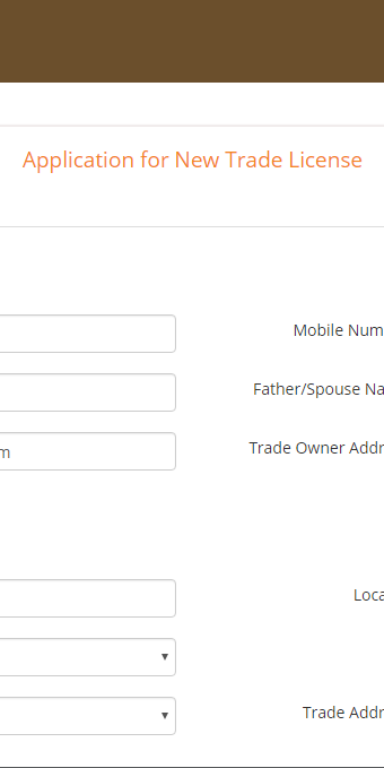 Application for New Trade License
Mobile Num
Father/Spouse Na
m
Trade Owner Addr
Loca
Trade Addr